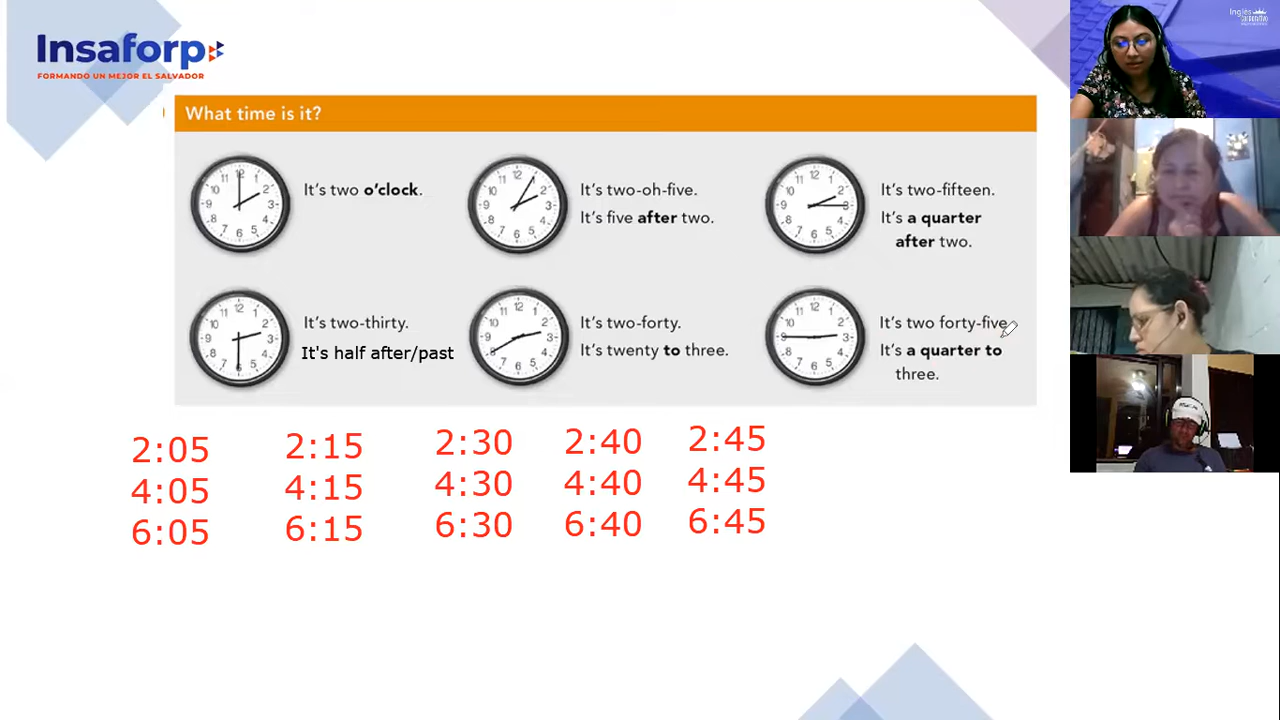 Insaforp
FORMANDO UN MEJOR EL SALVADOR
What time is it?
It's two o'clock.
It's two-oh-five.
It's five after two.
It's two-fifteen.
It's a quarter
after two.
It's two-thirty.
It's half after/past
It's two-forty.
It's twenty to three.
It's two forty-five
It's a quarter to
three.
2:05 2:15 2:30 2:40 2:45
4:05 4:15 4:30 4:40 4:45
6:05 6:15 6:30 6:40 6:45
Inglés